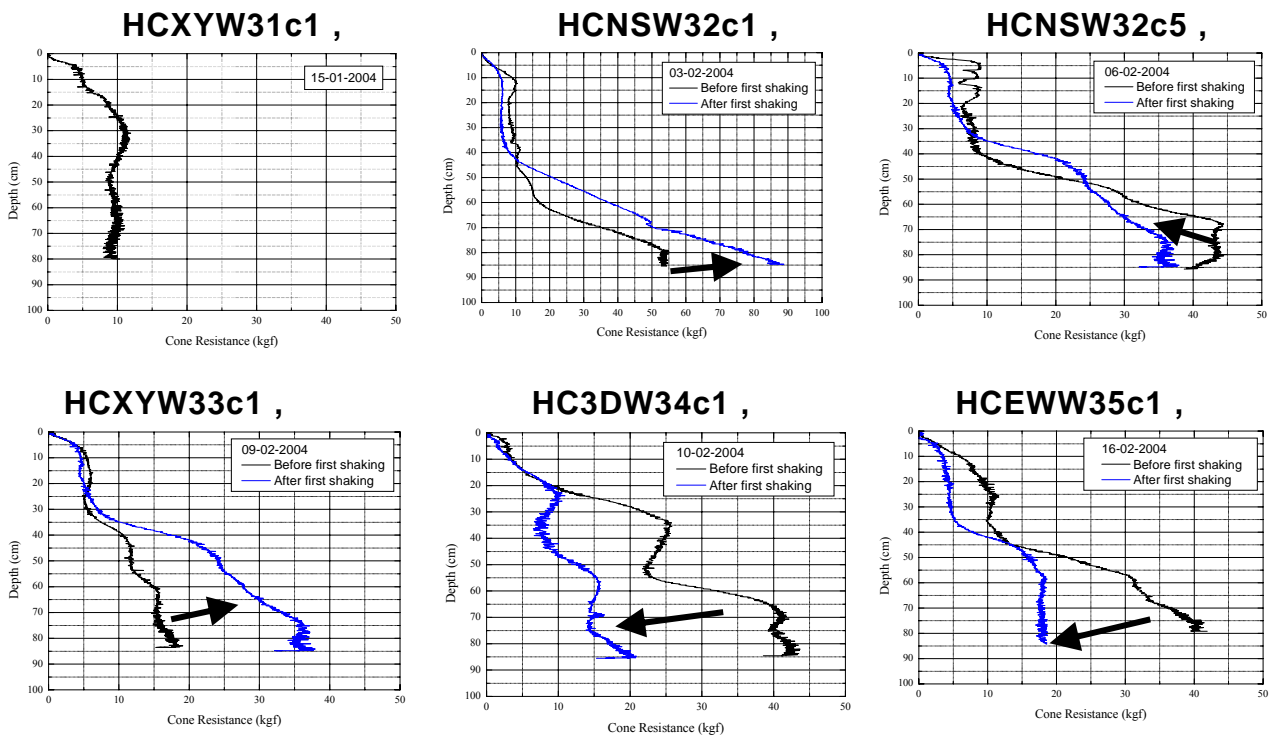 HCXYW31c1 ,
0
10
20
30
40
50
60
70
80
90
100
Depth (cm)
15-01-2004
0 10 20 30 40 50
Cone Resistance (kgf)
HCNSW32c1 ,
0
10
20
30
40
50
60
70
80
90
100
Depth (cm)
03-02-2004
Before first shaking
After first shaking
0 10 20 30 40 50 60 70 80 90 100
Cone Resistance (kgf)
HCNSW32c5 ,
0
10
20
30
40
50
60
70
80
90
100
Depth (cm)
06-02-2004
Before first shaking
After first shaking
0 10 20 30 40 50
Cone Resistance (kgf)
HCXYW33c1 ,
0
10
20
30
40
50
60
70
80
90
100
Depth (cm)
09-02-2004
Before first shaking
After first shaking
0 10 20 30 40 50
Cone Resistance (kgf)
HC3DW34c1 ,
0
10
20
30
40
50
60
70
80
90
100
Depth (cm)
10-02-2004
Before first shaking
After first shaking
0 10 20 30 40 50
Cone Resistance (kgf)
HCEWW35c1 ,
0
10
20
30
40
50
60
70
80
90
100
Depth (cm)
16-02-2004
Before first shaking
After first shaking
0 10 20 30 40 50
Cone Resistance (kgf)